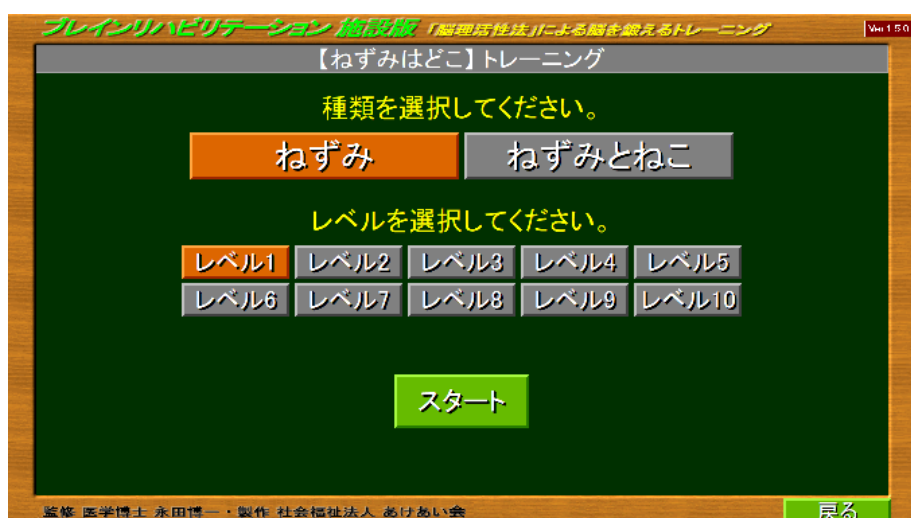 ブレインリハビリテーション 施設版 「脳理活性法」による脳を鍛えるトレーニング Ver 1.5.0
【ねずみはどこ】トレーニング
種類を選択してください。
ねずみ ねずみとねこ
レベルを選択してください。
レベル1 レベル2 レベル3 レベル4 レベル5
レベル6 レベル7 レベル8 レベル9 レベル10
スタート
監修 医学博士 永田博一・製作 社会福祉法人 あけあい会 戻る